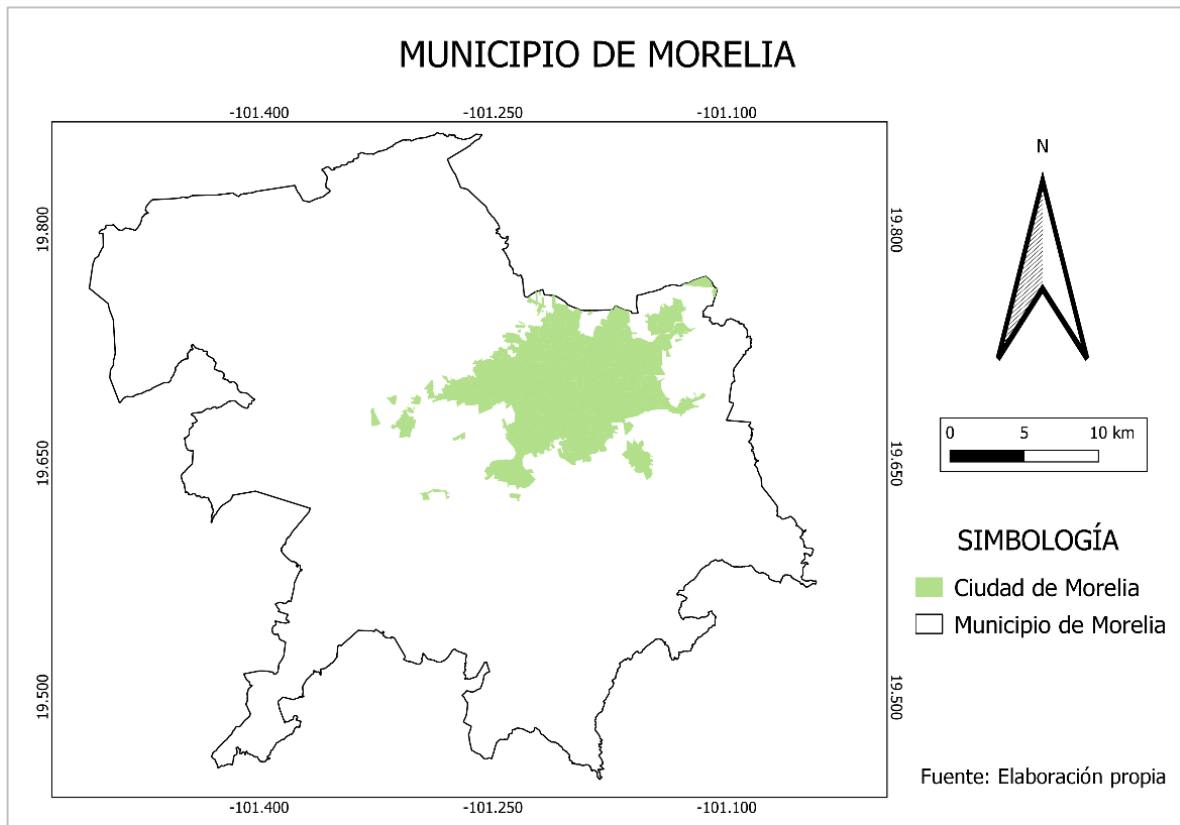 MUNICIPIO DE MORELIA
-101.400 -101.250 -101.100
19.800 19.800
N
19.650 19.650
0 5 10 km
SIMBOLOGÍA
Ciudad de Morelia
Municipio de Morelia
19.500 19.500
Fuente: Elaboración propia
-101.400 -101.250 -101.100